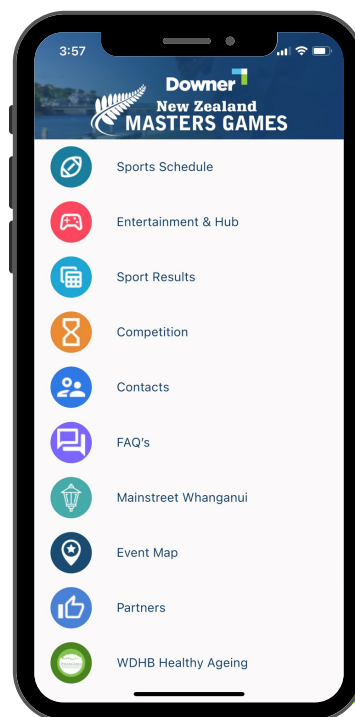 3:57
Downer
New Zealand
MASTERS GAMES
Sports Schedule
Entertainment & Hub
Sport Results
Competition
Contacts
FAQ's
Mainstreet Whanganui
Event Map
Partners
WDHB Healthy Ageing